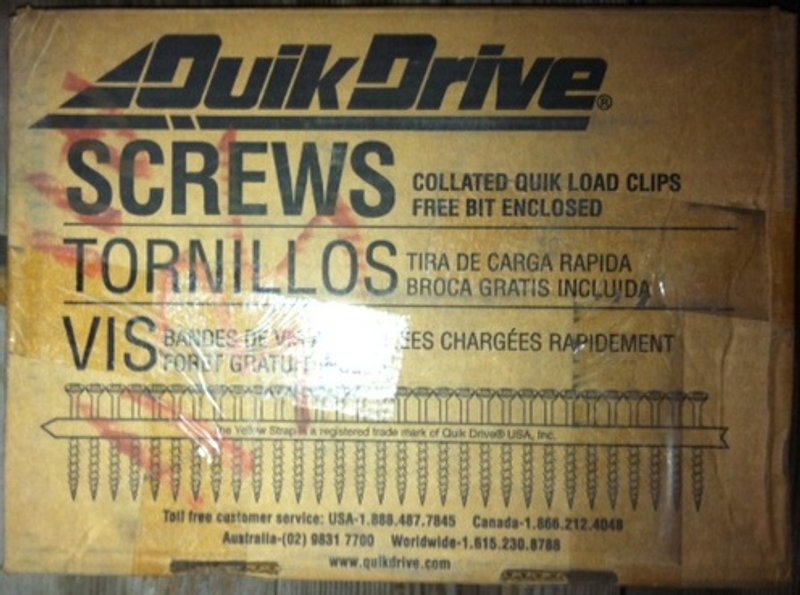 QuikDrive®
SCREWS
COLLATED QUIK LOAD CLIPS
FREE BIT ENCLOSED
TORNILLOS
TIRA DE CARGA RAPIDA
BROCA GRATIS INCLUIDA
VIS
BANDES DE CHARGÉES RAPIDEMENT
FORET
The Yellow Strap is a registered trade mark of Quik Drive® USA, Inc.
Toll free customer service: USA-1.888.487.7845 Canada-1.866.212.4048
Australia-(02) 9831 7700 Worldwide-1.615.230.8788
www.quikdrive.com